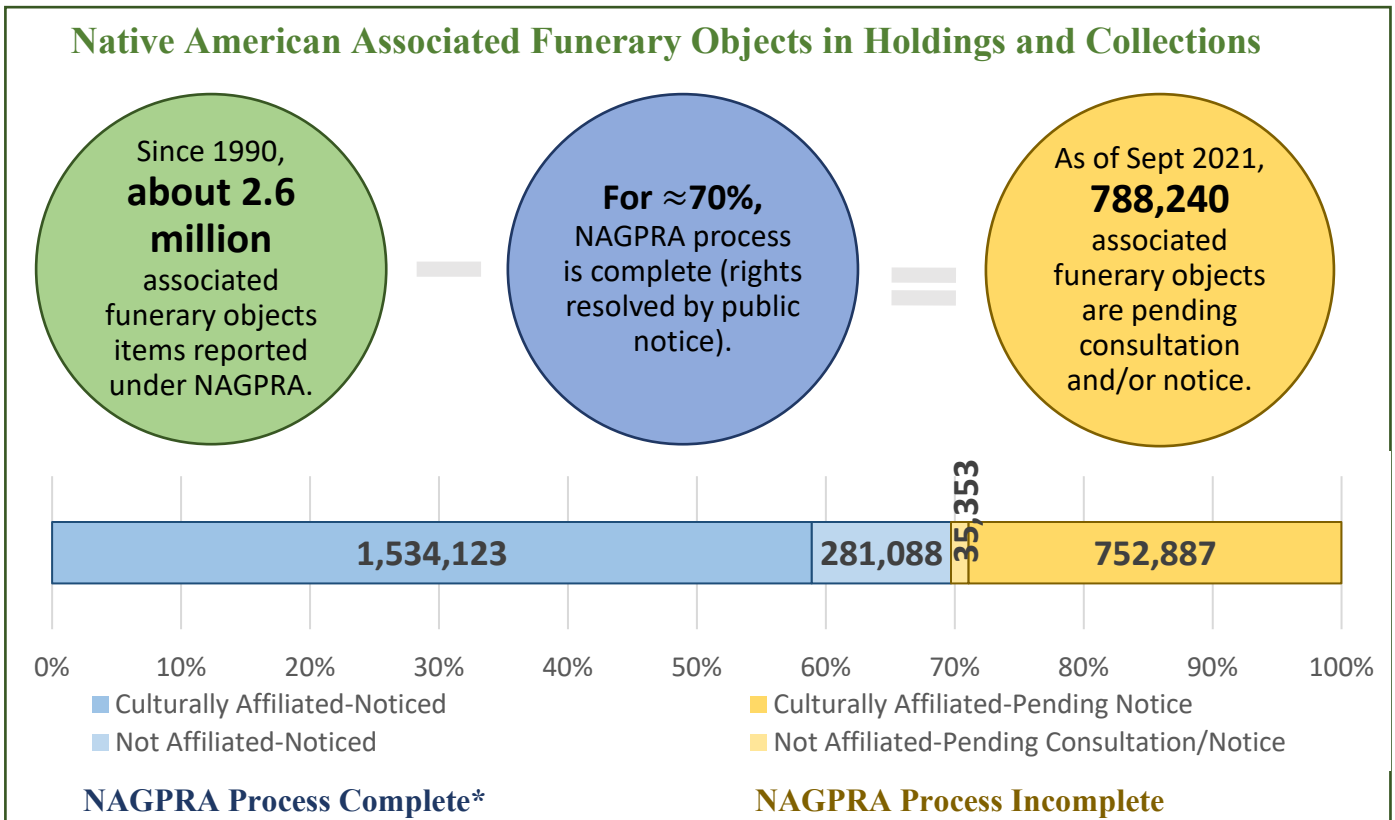 Native American Associated Funerary Objects in Holdings and Collections
Since 1990,
about 2.6
million
associated
funerary objects
items reported
under NAGPRA.
For ≈70%,
NAGPRA process
is complete (rights
resolved by public
notice).
As of Sept 2021,
788,240
associated
funerary objects
are pending
consultation
and/or notice.
1,534,123
281,088
35,353
752,887
0%
10%
20%
30%
40%
50%
60%
70%
80%
90%
100%
Culturally Affiliated-Noticed
Culturally Affiliated-Pending Notice
Not Affiliated-Noticed
Not Affiliated-Pending Consultation/Notice
NAGPRA Process Complete*
NAGPRA Process Incomplete